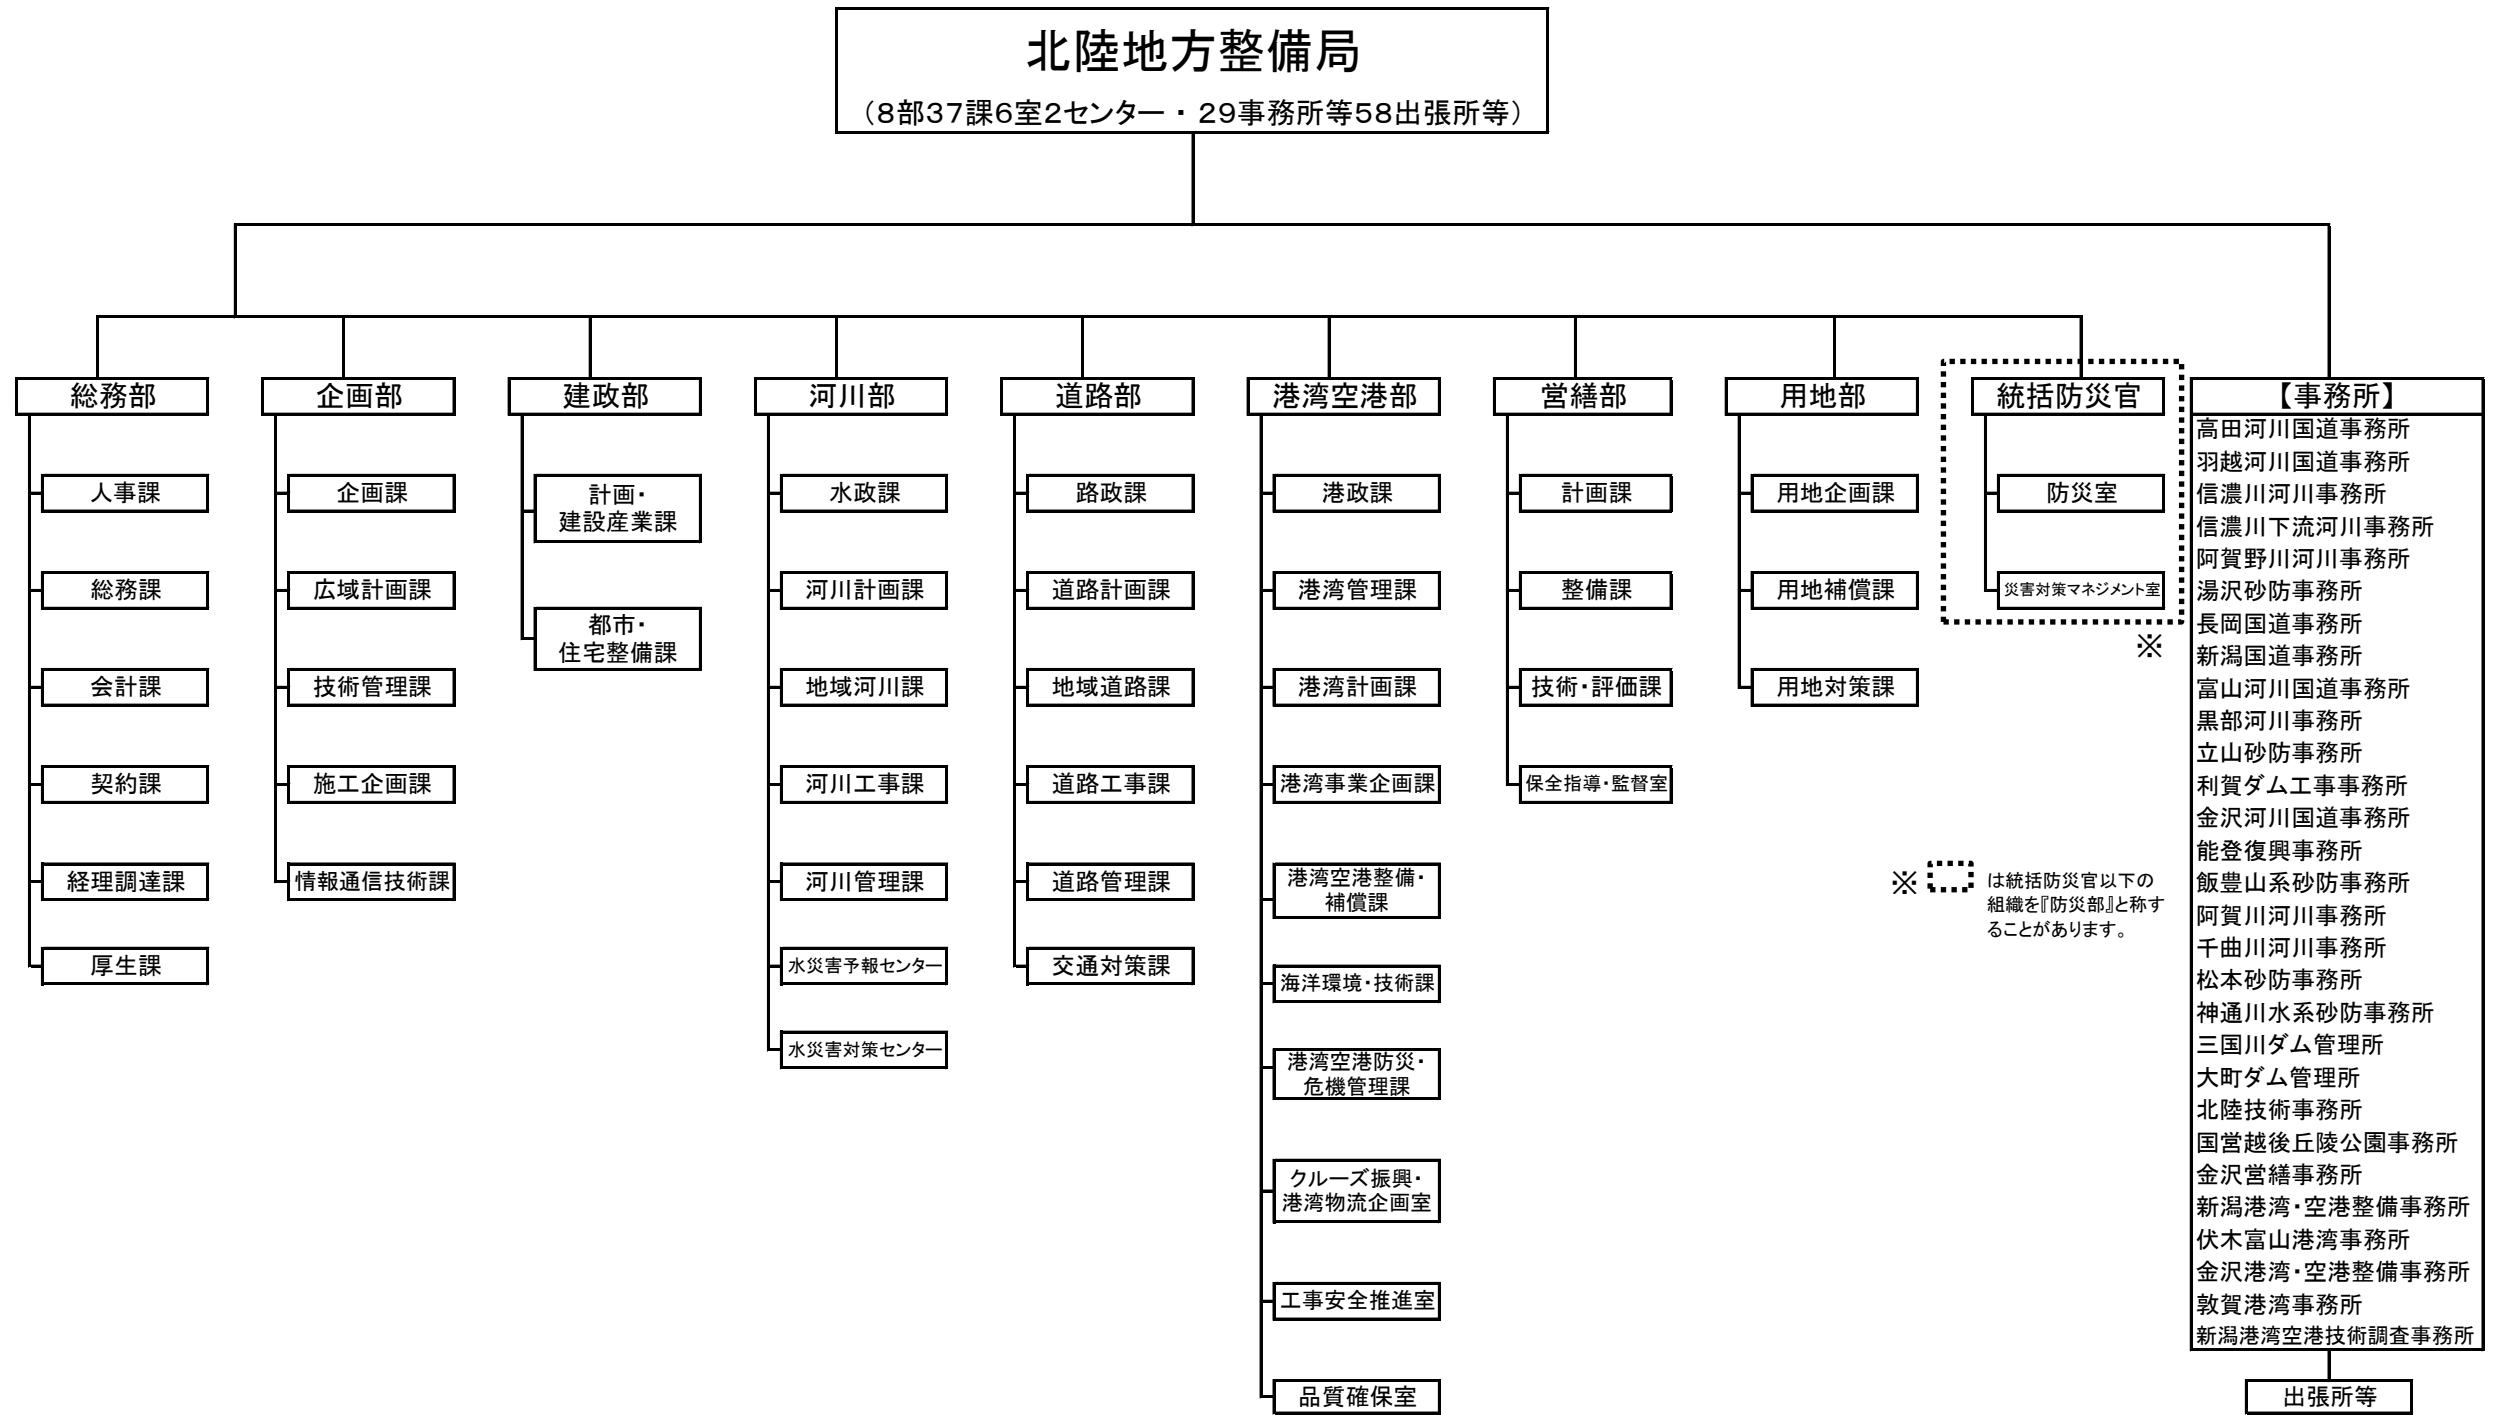 北陸地方整備局
（８部３７課６室２センター・２９事務所等５８出張所等）
総務部
人事課
総務課
会計課
契約課
経理調達課
厚生課
企画部
企画課
広域計画課
技術管理課
施工企画課
情報通信技術課
建政部
計画・
建設産業課
都市・
住宅整備課
河川部
水政課
河川計画課
地域河川課
河川工事課
河川管理課
水災害予報センター
水災害対策センター
道路部
路政課
道路計画課
地域道路課
道路工事課
道路管理課
交通対策課
港湾空港部
港政課
港湾管理課
港湾計画課
港湾事業企画課
港湾空港整備・
補償課
海洋環境・技術課
港湾空港防災・
危機管理課
クルーズ振興・
港湾物流企画室
工事安全推進室
品質確保室
営繕部
計画課
整備課
技術・評価課
保全指導・監督室
用地部
用地企画課
用地補償課
用地対策課
統括防災官
防災室
災害対策マネジメント室
※
※ は統括防災官以下の
組織を『防災部』と称す
ることがあります。
【事務所】
高田河川国道事務所
羽越河川国道事務所
信濃川河川事務所
信濃川下流河川事務所
阿賀野川河川事務所
湯沢砂防事務所
長岡国道事務所
新潟国道事務所
富山河川国道事務所
黒部河川事務所
立山砂防事務所
利賀ダム工事事務所
金沢河川国道事務所
能登復興事務所
飯豊山系砂防事務所
阿賀川河川事務所
千曲川河川事務所
松本砂防事務所
神通川水系砂防事務所
三国川ダム管理所
大町ダム管理所
北陸技術事務所
国営越後丘陵公園事務所
金沢営繕事務所
新潟港湾・空港整備事務所
伏木富山港湾事務所
金沢港湾・空港整備事務所
敦賀港湾事務所
新潟港湾空港技術調査事務所
出張所等